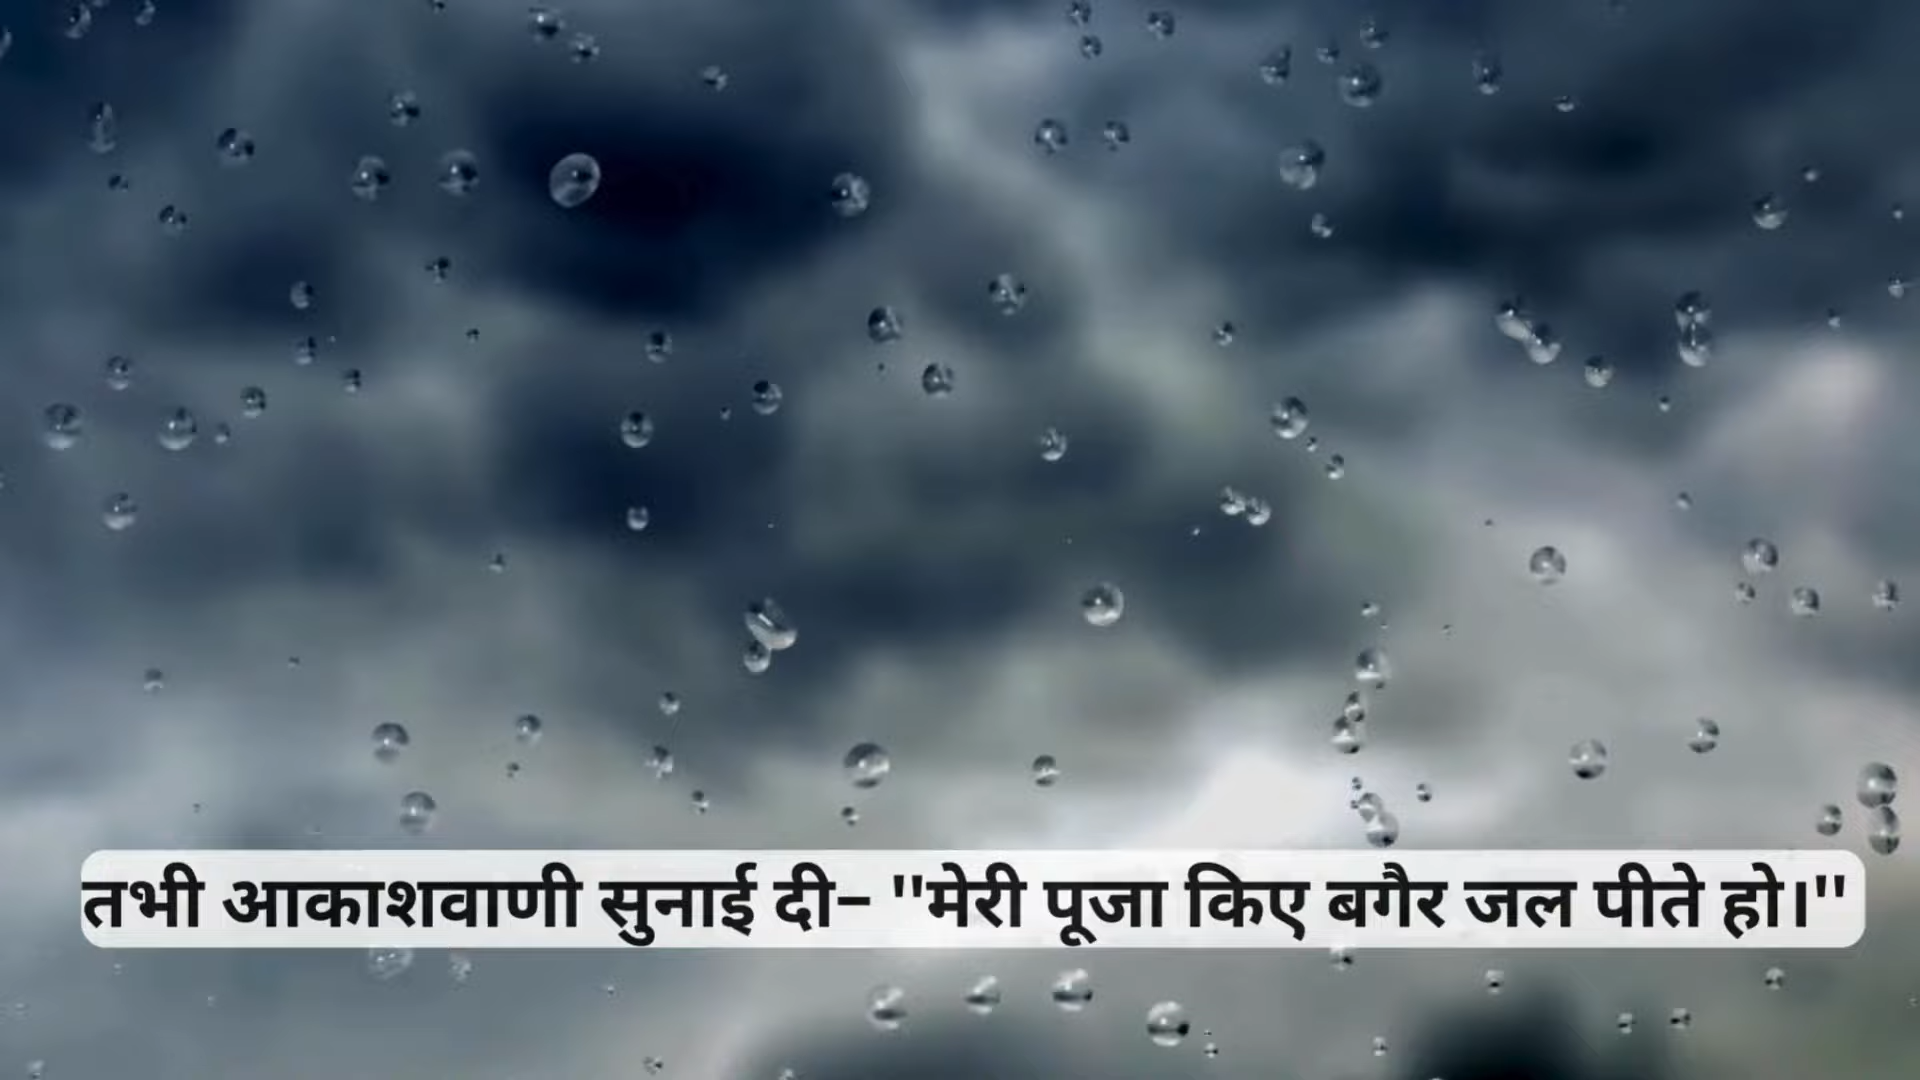 तभी आकाशवाणी सुनाई दी– "मेरी पूजा किए बगैर जल पीते हो।"